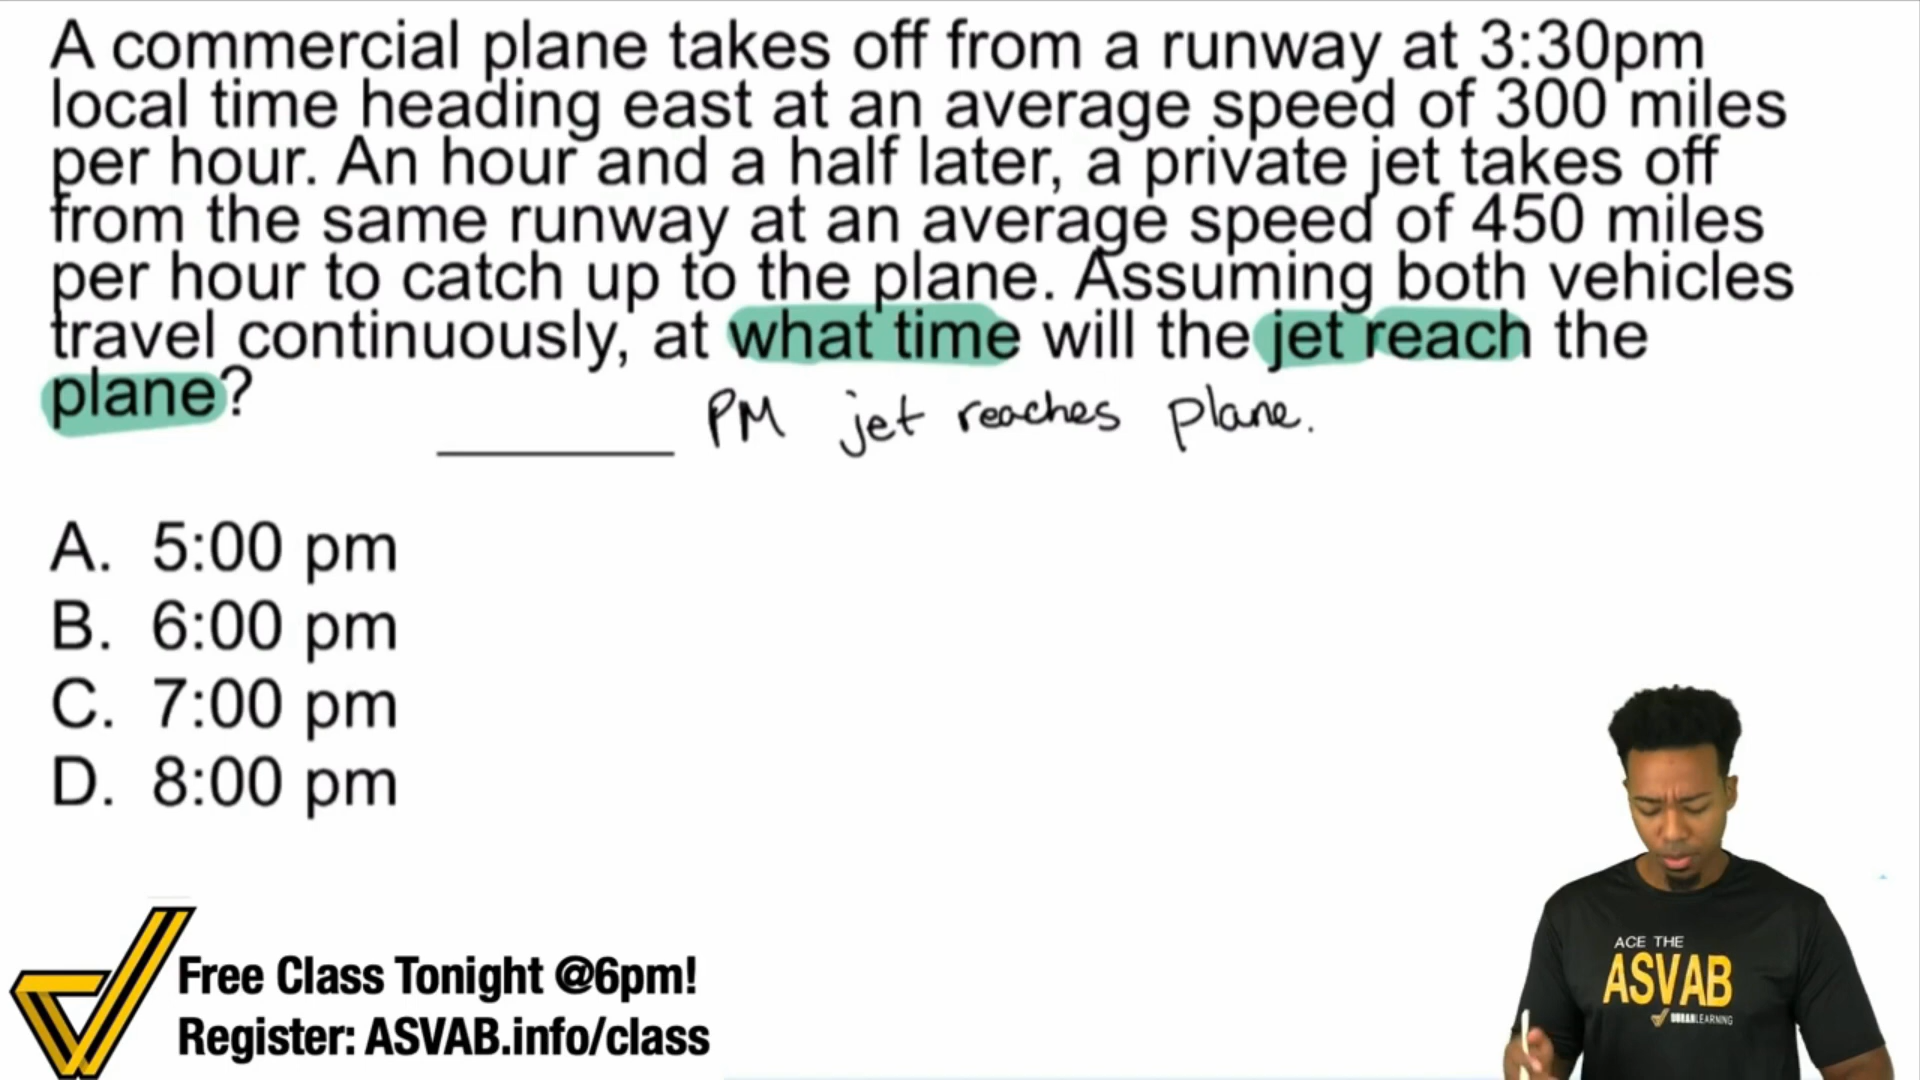 A commercial plane takes off from a runway at 3:30pm
local time heading east at an average speed of 300 miles
per hour. An hour and a half later, a private jet takes off
from the same runway at an average speed of 450 miles
per hour to catch up to the plane. Assuming both vehicles
travel continuously, at what time will the jet reach the
plane?
PM jet reaches plane.
A. 5:00 pm
B. 6:00 pm
C. 7:00 pm
D. 8:00 pm
Free Class Tonight @6pm!
Register: ASVAB.info/class
ACE THE
ASVAB
DURANLEARNING